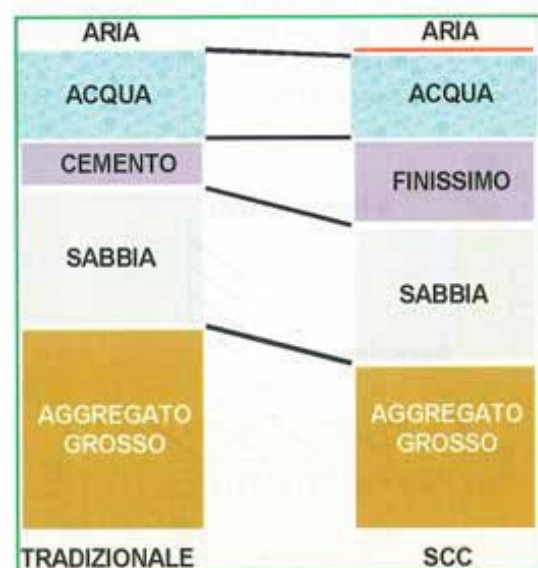 ARIA
ACQUA
CEMENTO
SABBIA
AGGREGATO
GROSSO
TRADIZIONALE
ARIA
ACQUA
FINISSIMO
SABBIA
AGGREGATO
GROSSO
SCC